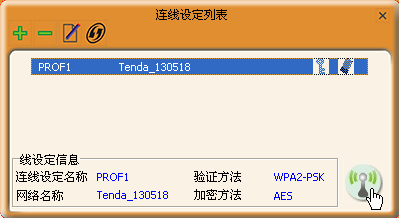 连线设定列表
PROF1 Tenda_130518
线设定信息
连线设定名称 PROF1 验证方法 WPA2-PSK
网络名称 Tenda_130518 加密方法 AES